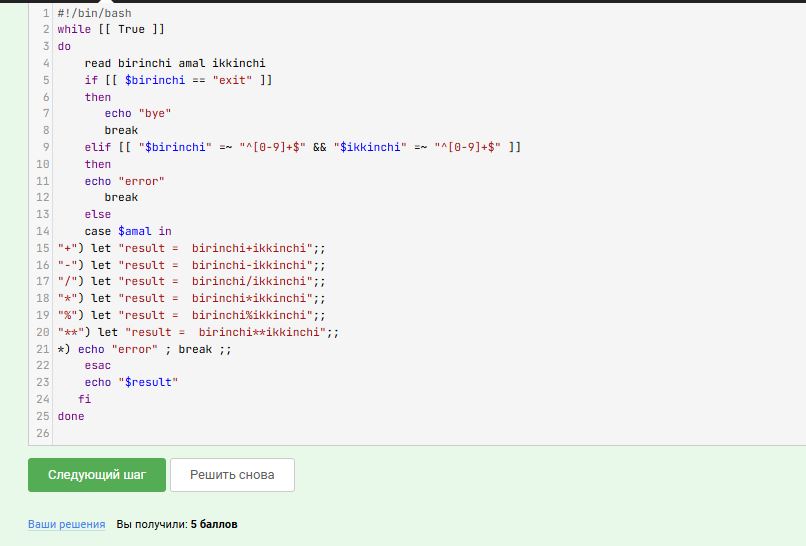 1 #!/bin/bash
2 while [[ True ]]
3 do
4     read birinchi amal ikkinchi
5     if [[ $birinchi == "exit" ]]
6     then
7        echo "bye"
8        break
9     elif [[ "$birinchi" =~ "^[0-9]+$" && "$ikkinchi" =~ "^[0-9]+$" ]]
10     then
11     echo "error"
12        break
13     else
14     case $amal in
15 "+") let "result =  birinchi+ikkinchi";;
16 "-") let "result =  birinchi-ikkinchi";;
17 "/") let "result =  birinchi/ikkinchi";;
18 "*") let "result =  birinchi*ikkinchi";;
19 "%") let "result =  birinchi%ikkinchi";;
20 "**") let "result =  birinchi**ikkinchi";;
21 *) echo "error" ; break ;;
22     esac
23     echo "$result"
24    fi
25 done
26
Следующий шаг Решить снова
Ваши решения Вы получили: 5 баллов